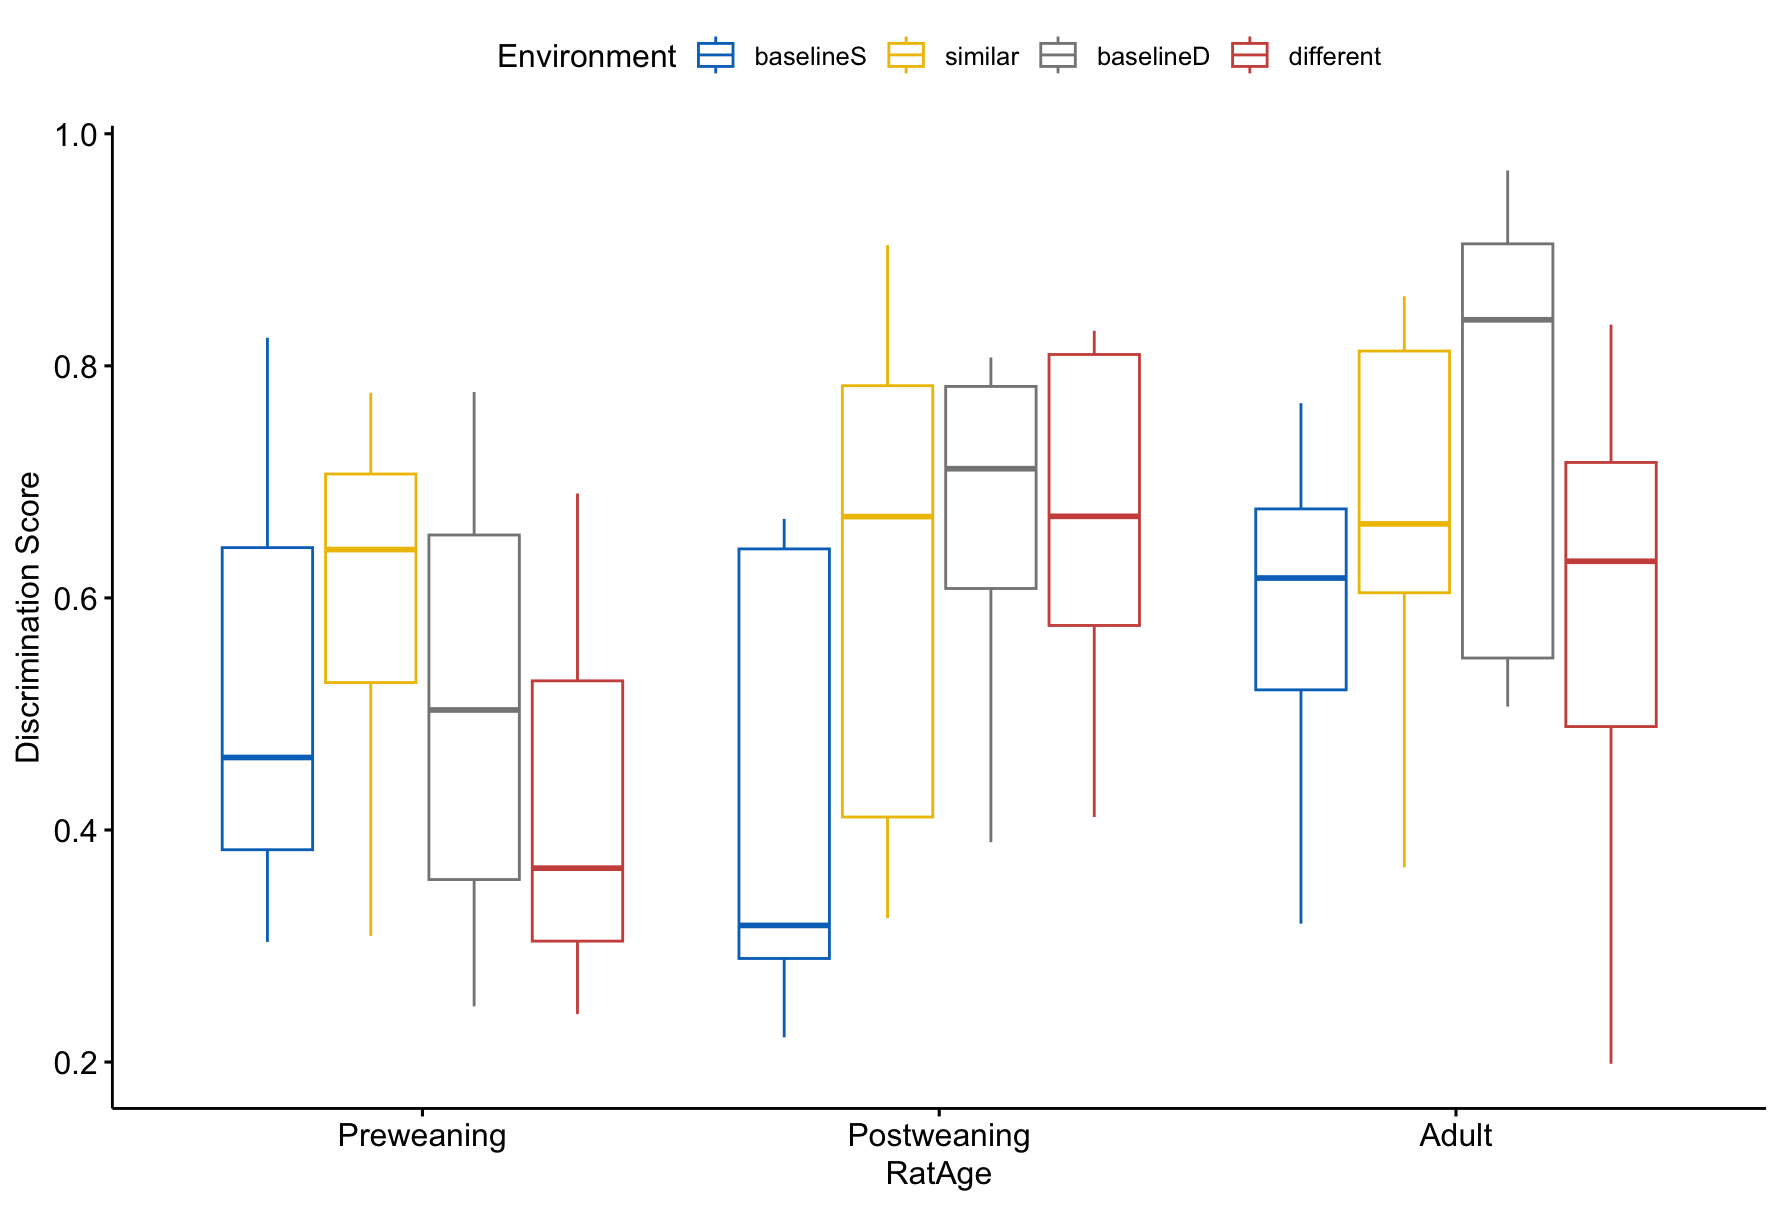 Environment baselineS similar baselineD different
1.0
0.8
0.6
0.4
0.2
Discrimination Score
Preweaning Postweaning Adult
RatAge